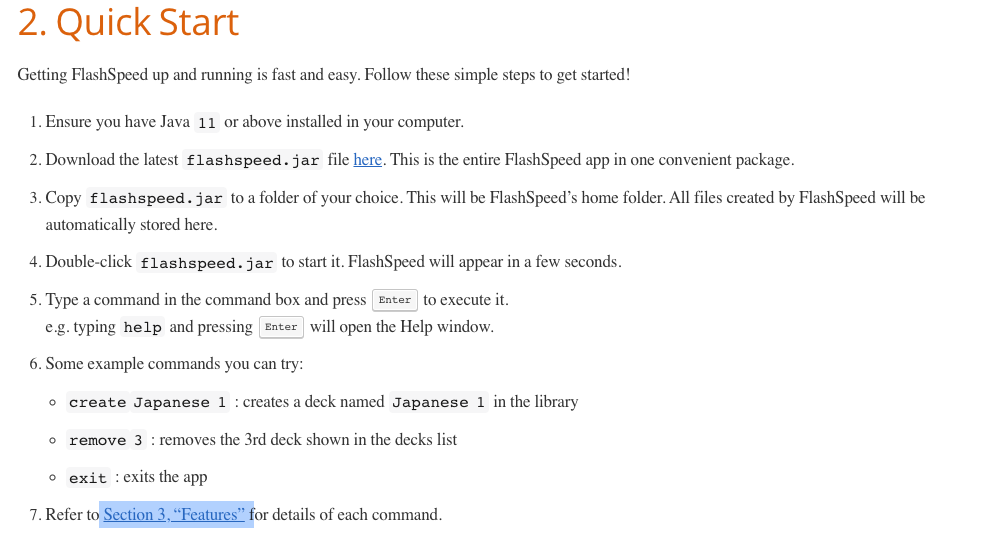 2. Quick Start
Getting FlashSpeed up and running is fast and easy. Follow these simple steps to get started!
1. Ensure you have Java 11 or above installed in your computer.
2. Download the latest flashspeed.jar file here. This is the entire FlashSpeed app in one convenient package.
3. Copy flashspeed.jar to a folder of your choice. This will be FlashSpeed’s home folder. All files created by FlashSpeed will be
automatically stored here.
4. Double-click flashspeed.jar to start it. FlashSpeed will appear in a few seconds.
5. Type a command in the command box and press Enter to execute it.
e.g. typing help and pressing Enter will open the Help window.
6. Some example commands you can try:
create Japanese 1 : creates a deck named Japanese 1 in the library
remove 3 : removes the 3rd deck shown in the decks list
exit : exits the app
7. Refer to Section 3, “Features” for details of each command.